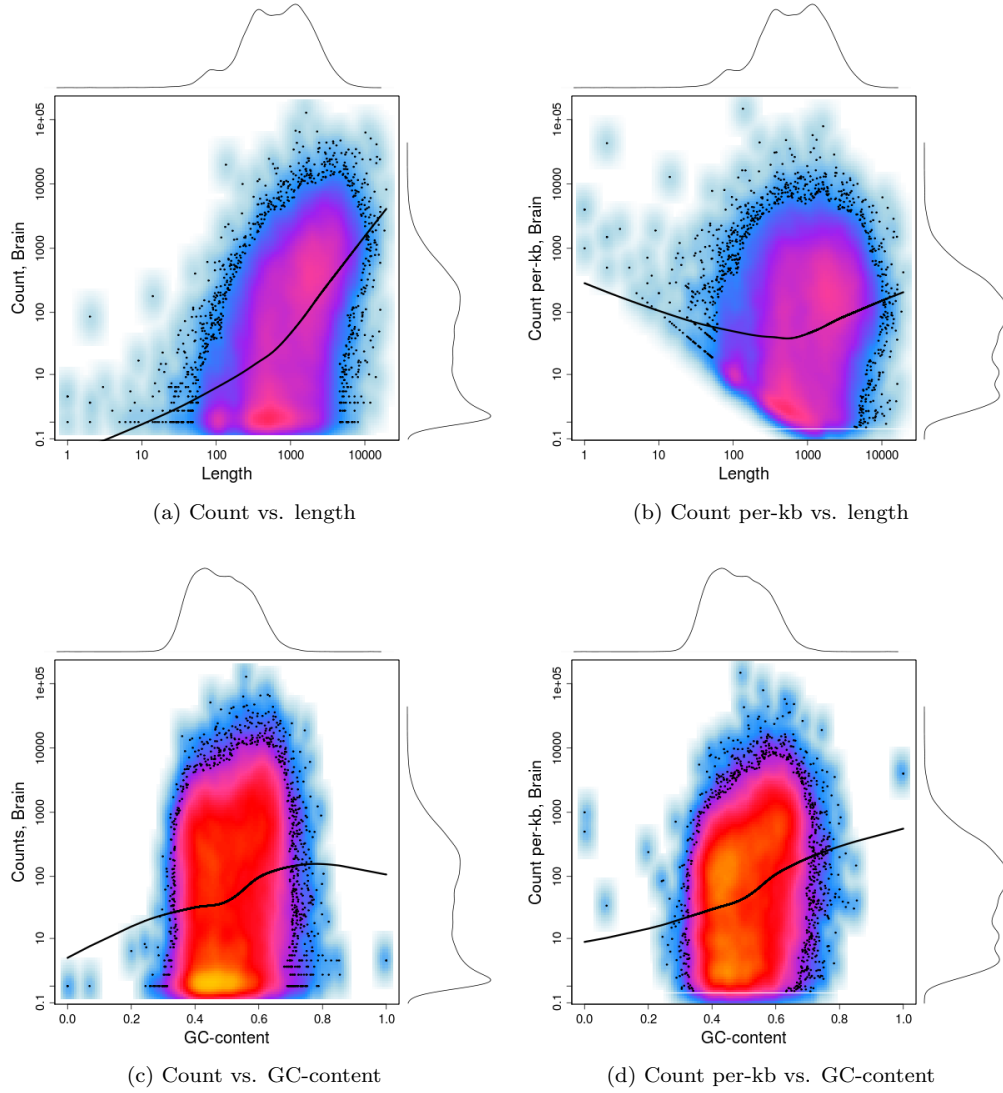 Count, Brain
1e+05
10000
1000
100
10
0.1
1 10 100 1000 10000
Length
(a) Count vs. length
Count per-kb, Brain
1e+05
10000
1000
100
10
0.1
1 10 100 1000 10000
Length
(b) Count per-kb vs. length
Counts, Brain
1e+05
10000
1000
100
10
0.1
0.0 0.2 0.4 0.6 0.8 1.0
GC-content
(c) Count vs. GC-content
Count per-kb, Brain
1e+05
10000
1000
100
10
0.1
0.0 0.2 0.4 0.6 0.8 1.0
GC-content
(d) Count per-kb vs. GC-content